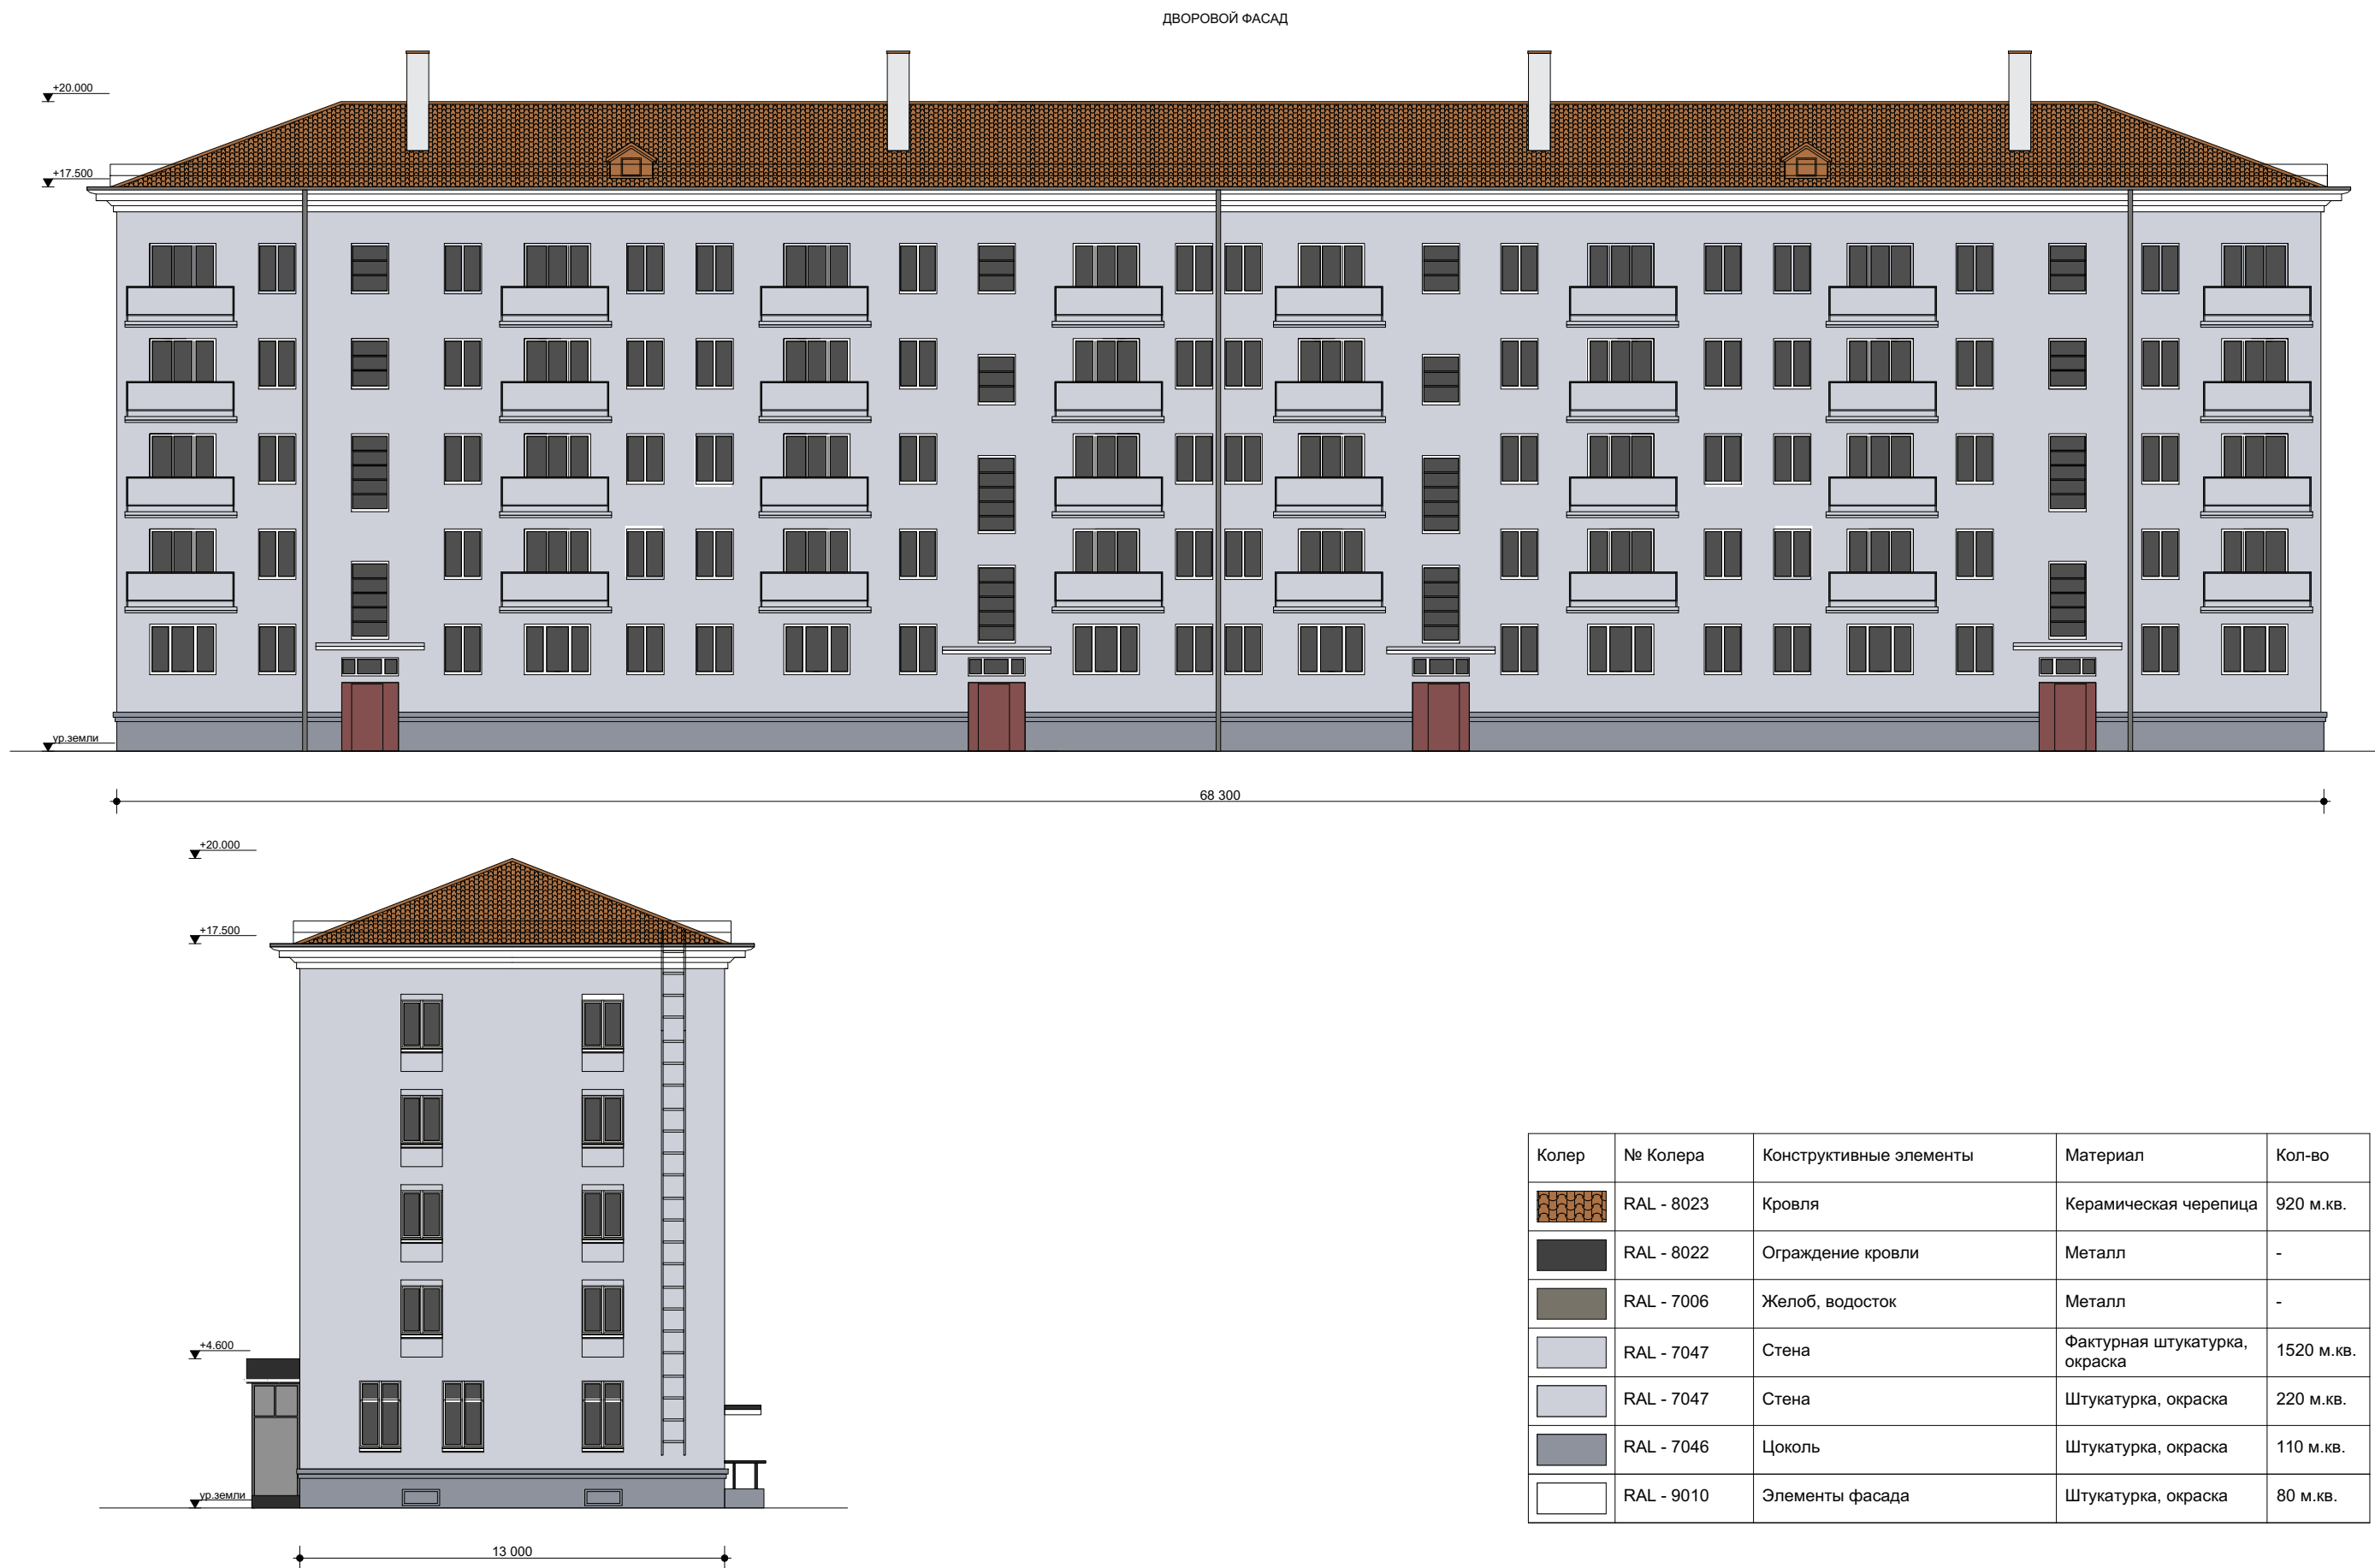 ДВОРОВОЙ ФАСАД
+20.000
+17.500
ур.земли
68 300
+20.000
+17.500
+4.600
ур.земли
13 000
Колер № Колера Конструктивные элементы Материал Кол-во
RAL - 8023 Кровля Керамическая черепица 920 м.кв.
RAL - 8022 Ограждение кровли Металл -
RAL - 7006 Желоб, водосток Металл -
RAL - 7047 Стена Фактурная штукатурка, окраска 1520 м.кв.
RAL - 7047 Стена Штукатурка, окраска 220 м.кв.
RAL - 7046 Цоколь Штукатурка, окраска 110 м.кв.
RAL - 9010 Элементы фасада Штукатурка, окраска 80 м.кв.